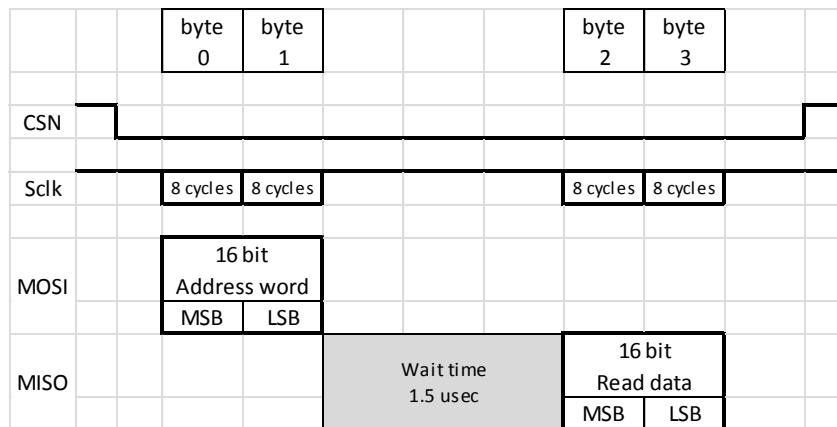 byte byte byte byte
0 1 2 3
CSN
Sclk 8 cycles 8 cycles 8 cycles 8 cycles
16 bit
MOSI Address word
MSB LSB
Wait time 16 bit
MISO 1.5 usec Read data
MSB LSB